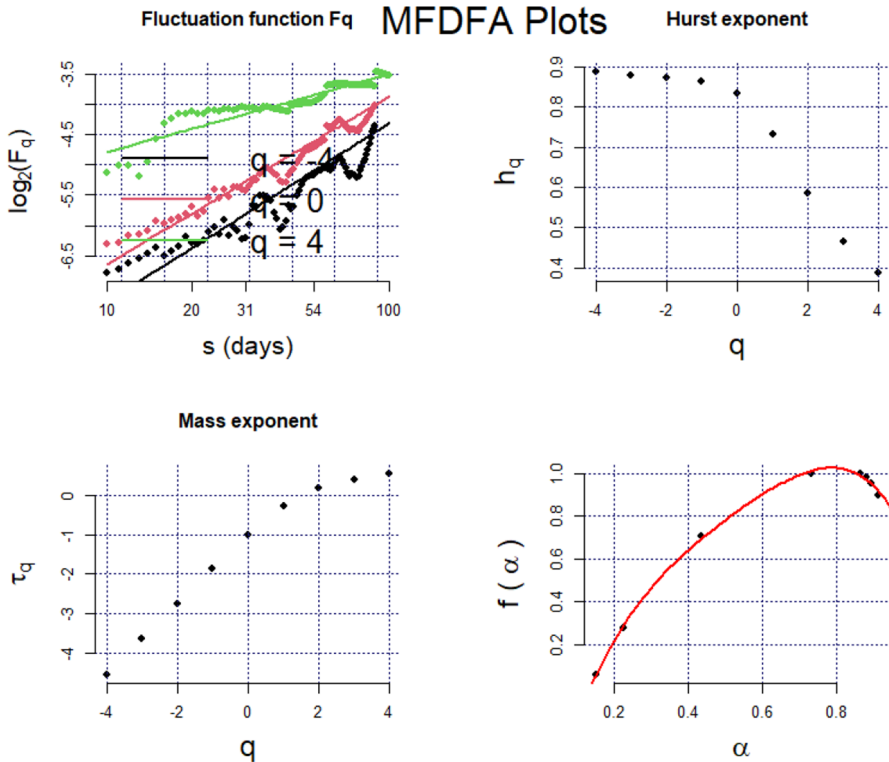 MFDFA Plots
Fluctuation function Fq
log₂(Fq)
-3.5
-4.5
-5.5
-6.5
q = -4
q = 0
q = 4
10 20 31 54 100
s (days)
Hurst exponent
hq
0.9
0.8
0.7
0.6
0.5
0.4
-4 -2 0 2 4
q
Mass exponent
τq
0
-1
-2
-3
-4
-4 -2 0 2 4
q
f ( α )
1.0
0.8
0.6
0.4
0.2
0.2 0.4 0.6 0.8
α